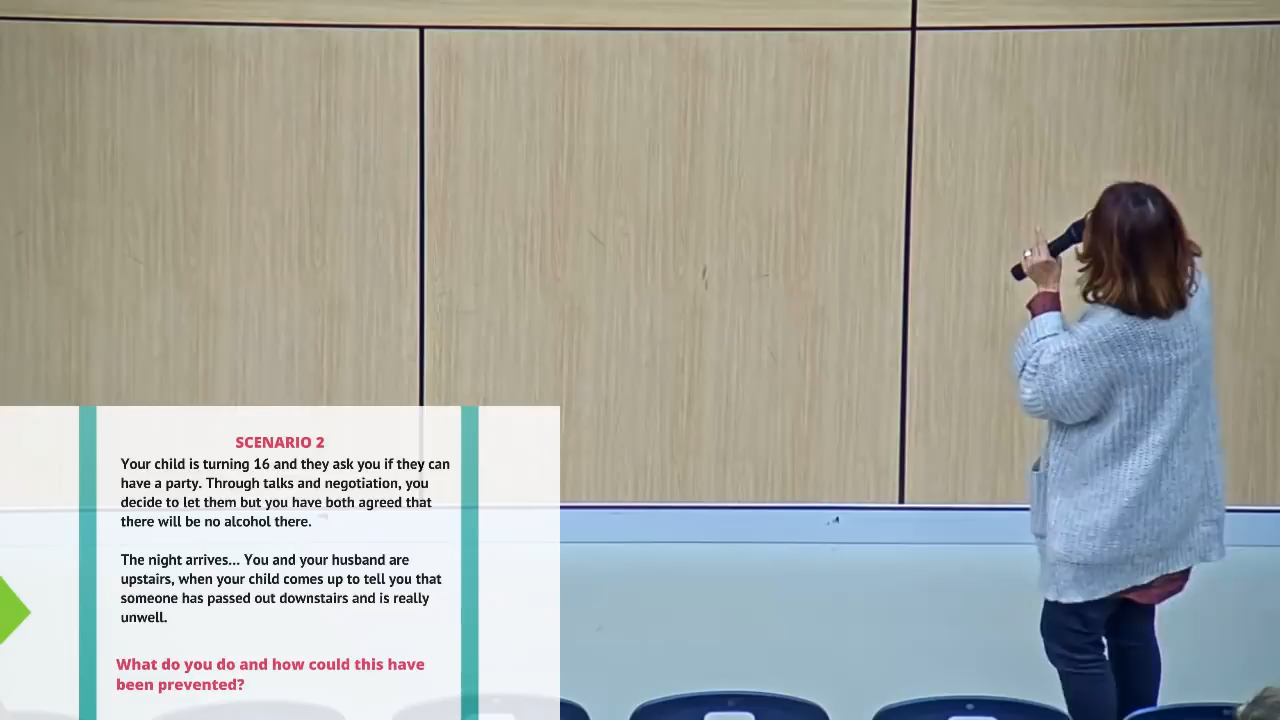 SCENARIO 2
Your child is turning 16 and they ask you if they can
have a party. Through talks and negotiation, you
decide to let them but you have both agreed that
there will be no alcohol there.
The night arrives... You and your husband are
upstairs, when your child comes up to tell you that
someone has passed out downstairs and is really
unwell.
What do you do and how could this have
been prevented?